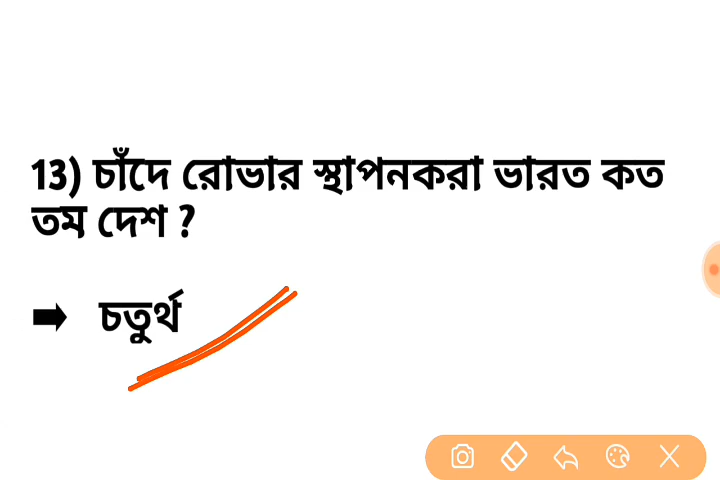 13) চাঁদে রোভার স্থাপনকরা ভারত কত
তম দেশ ?
➡ চতুর্থ